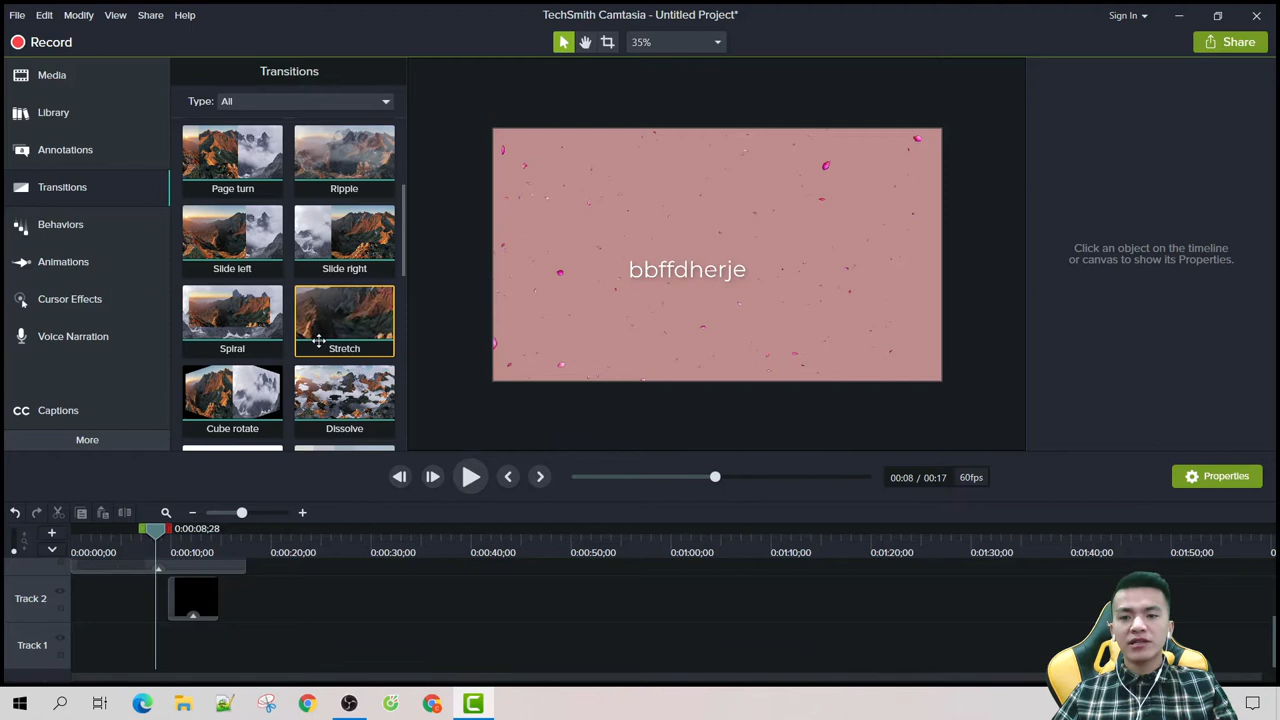 TechSmith Camtasia - Untitled Project*
File Edit Modify View Share Help
Sign In
Record
35%
Share
Media
Library
Annotations
Transitions
Behaviors
Animations
Cursor Effects
Voice Narration
CC Captions
More
Transitions
Type: All
Page turn
Ripple
Slide left
Slide right
Spiral
Stretch
Cube rotate
Dissolve
bbffdherje
Click an object on the timeline
or canvas to show its Properties.
00:08 / 00:17 60fps
Properties
0:00:08;28
0:00:00;00 0:00:10;00 0:00:20;00 0:00:30;00 0:00:40;00 0:00:50;00 0:01:00;00 0:01:10;00 0:01:20;00 0:01:30;00 0:01:40;00 0:01:50;00
Track 2
Track 1